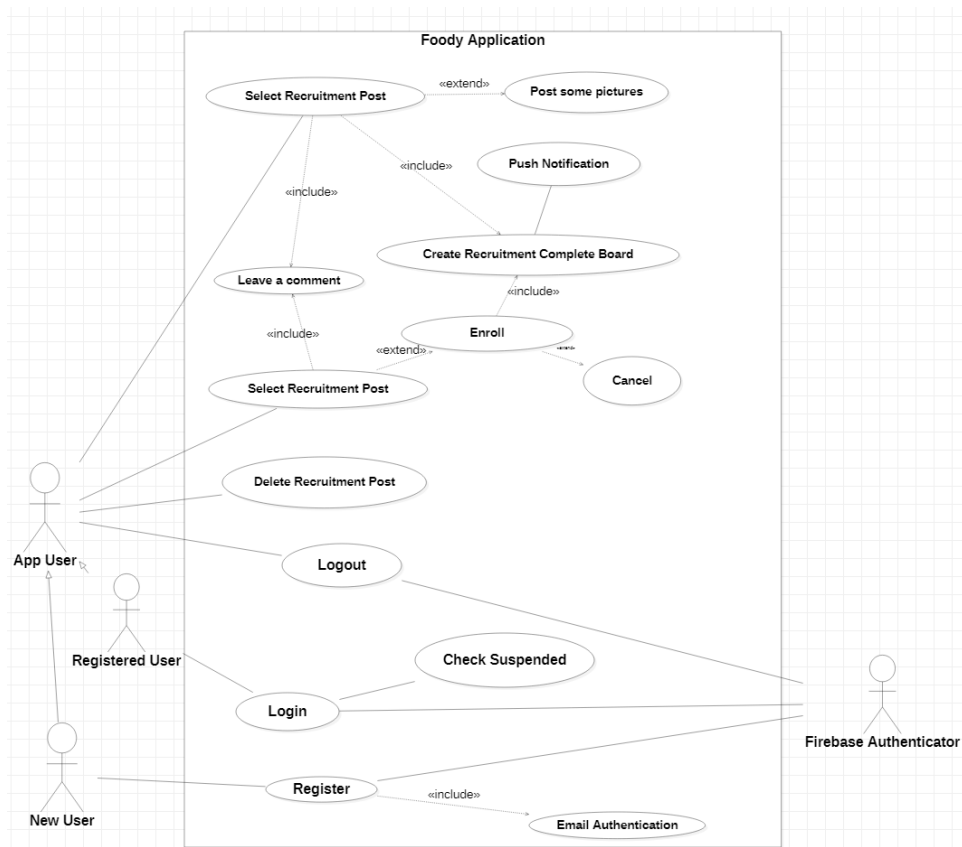 Foody Application
Select Recruitment Post
«extend»
Post some pictures
Push Notification
«include»
«include»
Create Recruitment Complete Board
Leave a comment
«include»
Enroll
«include»
«extend»
«extend»
Select Recruitment Post
Cancel
Delete Recruitment Post
App User
Logout
Registered User
Check Suspended
Login
Firebase Authenticator
Register
«include»
New User
Email Authentication